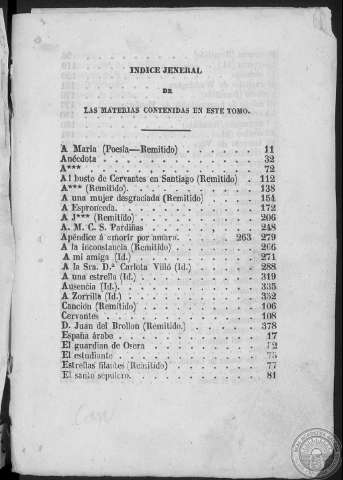 INDICE JENERAL
DE
LAS MATERIAS CONTENIDAS EN ESTE TOMO.
A Maria (Poesía—Remitido) . . . . . . . 11
Anécdota . . . . . . . . . . . . 32
A*** . . . . . . . . . . . . . 72
Al busto de Cervantes en Santiago (Remitido) . 112
A*** (Remitido). . . . . . . . . . 138
A una mujer desgraciada (Remitido) . . . . 154
A Espronceda. . . . . . . . . . . 172
A J*** (Remitido) . . . . . . . . . 206
A. M. C. S. Pardiñas . . . . . . . . 248
Apéndice á amorir por amar». . . . . 263 279
A la inconstancia (Remitido) . . . . . . 266
A mi amiga (Id.) . . . . . . . . . 271
A la Sra. D.ª Carlota Villó (Id.) . . . . . 288
A una estrella (Id.) . . . . . . . . 319
Ausencia (Id.). . . . . . . . . . . 335
A Zorrilla (Id.) . . . . . . . . . . 352
Canción (Remitido) . . . . . . . . . 106
Cervantes . . . . . . . . . . . . 108
D. Juan del Brollon (Remitido.) . . . . . 378
España árabe . . . . . . . . . . . 17
El guardian de Osera . . . . . . . . 52
El estudiante . . . . . . . . . . . 75
Estrellas filantes (Remitido) . . . . . . 77
El santo sepulcro. . . . . . . . . . 81